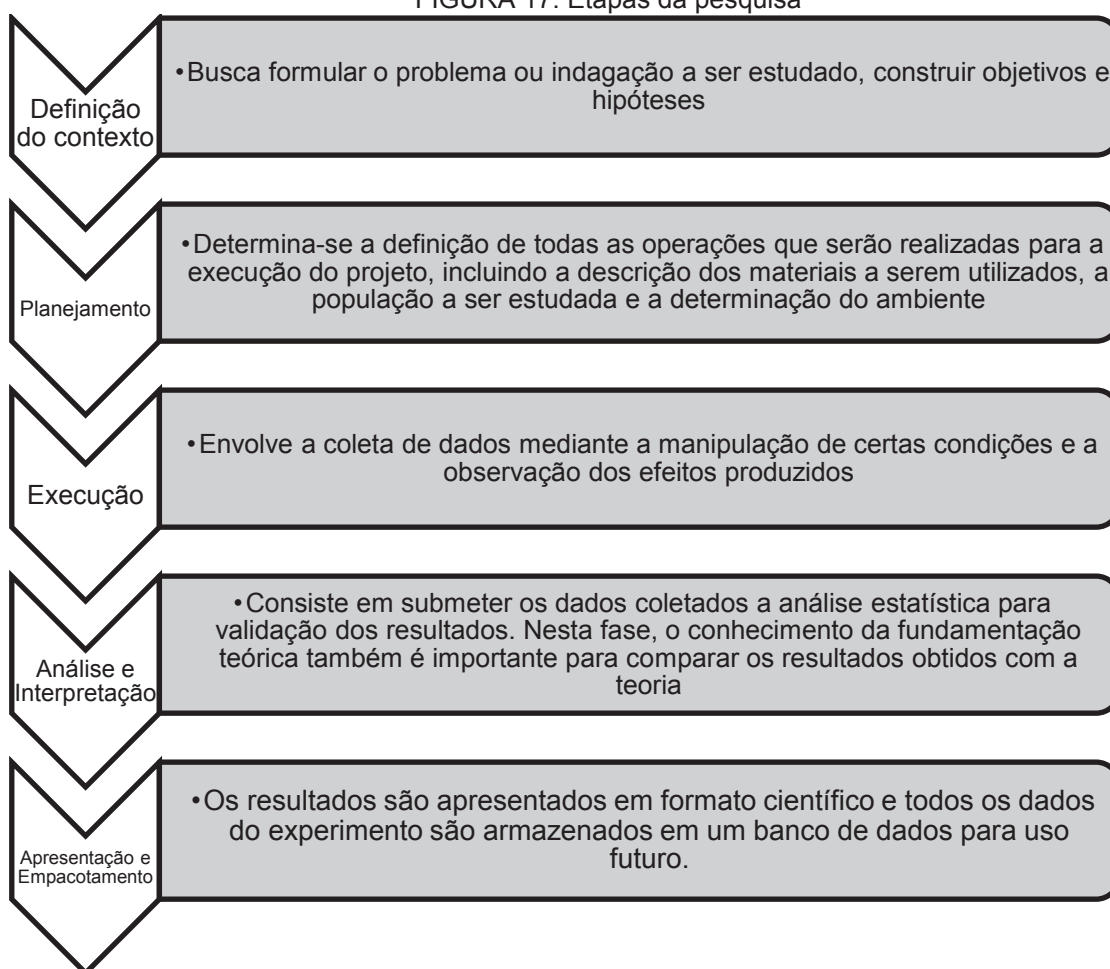 FIGURA 17. Etapas da pesquisa
Definição
do contexto
•Busca formular o problema ou indagação a ser estudado, construir objetivos e
hipóteses
Planejamento
•Determina-se a definição de todas as operações que serão realizadas para a
execução do projeto, incluindo a descrição dos materiais a serem utilizados, a
população a ser estudada e a determinação do ambiente
Execução
•Envolve a coleta de dados mediante a manipulação de certas condições e a
observação dos efeitos produzidos
Análise e
Interpretação
•Consiste em submeter os dados coletados a análise estatística para
validação dos resultados. Nesta fase, o conhecimento da fundamentação
teórica também é importante para comparar os resultados obtidos com a
teoria
Apresentação e
Empacotamento
•Os resultados são apresentados em formato científico e todos os dados
do experimento são armazenados em um banco de dados para uso
futuro.